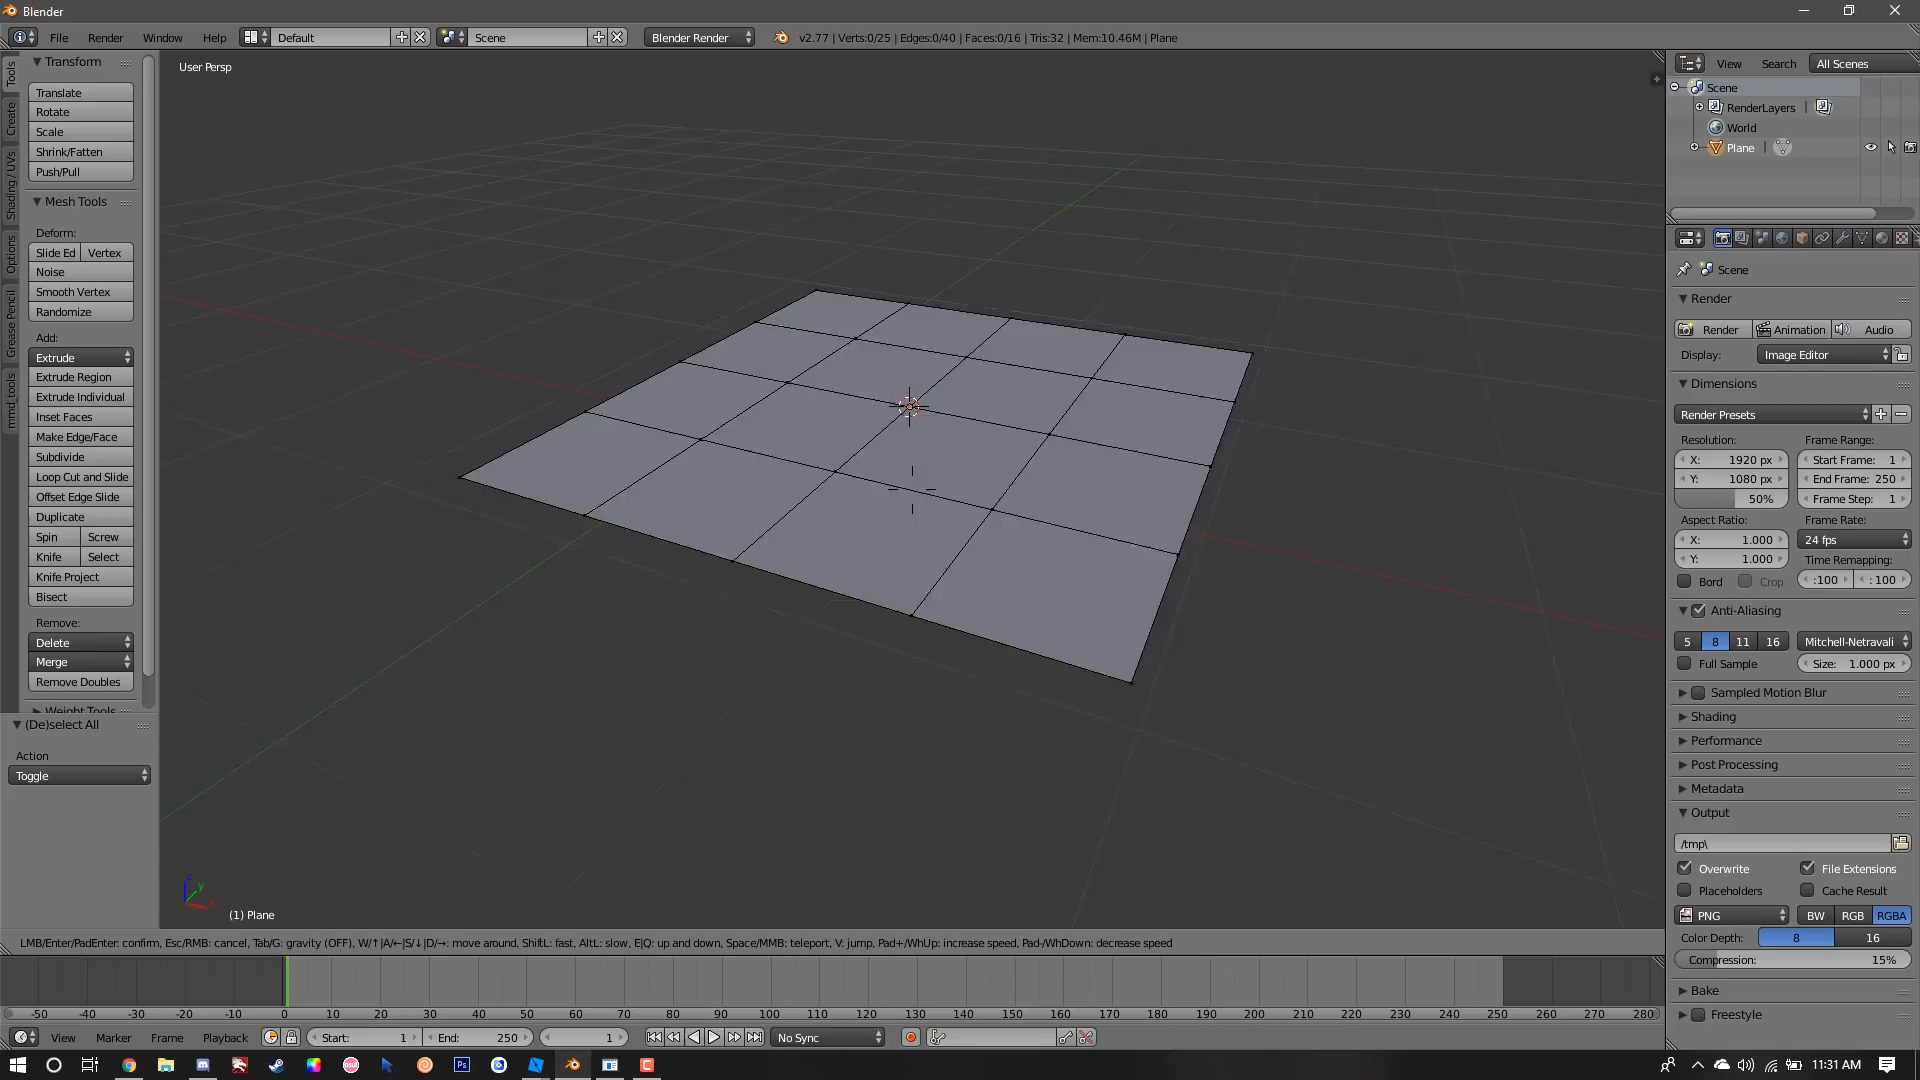 Blender
File Render Window Help Default Scene Blender Render v2.77 | Verts:0/25 | Edges:0/40 | Faces:0/16 | Tris:32 | Mem:10.46M | Plane
User Persp
Tools
Create
Shading / UVs
Options
Grease Pencil
mmd_tools
Transform
Translate
Rotate
Scale
Shrink/Fatten
Push/Pull
Mesh Tools
Deform:
Slide Ed Vertex
Noise
Smooth Vertex
Randomize
Add:
Extrude
Extrude Region
Extrude Individual
Inset Faces
Make Edge/Face
Subdivide
Loop Cut and Slide
Offset Edge Slide
Duplicate
Spin Screw
Knife Select
Knife Project
Bisect
Remove:
Delete
Merge
Remove Doubles
Weight Tools
(De)select All
Action
Toggle
z
y
x
(1) Plane
LMB/Enter/PadEnter: confirm, Esc/RMB: cancel, Tab/G: gravity (OFF), W/↑|A/←|S/↓|D/→: move around, ShiftL: fast, AltL: slow, E|Q: up and down, Space/MMB: teleport, V: jump, Pad+/WhUp: increase speed, Pad-/WhDown: decrease speed
-50 -40 -30 -20 -10 0 10 20 30 40 50 60 70 80 90 100 110 120 130 140 150 160 170 180 190 200 210 220 230 240 250 260 270 280
View Marker Frame Playback Start: 1 End: 250 1 No Sync
View Search All Scenes
Scene
RenderLayers |
World
Plane |
Scene
Render
Render Animation Audio
Display: Image Editor
Dimensions
Render Presets
Resolution: Frame Range:
X: 1920 px Start Frame: 1
Y: 1080 px End Frame: 250
50% Frame Step: 1
Aspect Ratio: Frame Rate:
X: 1.000 24 fps
Y: 1.000 Time Remapping:
Bord Crop :100 : 100
Anti-Aliasing
5 8 11 16 Mitchell-Netravali
Full Sample Size: 1.000 px
Sampled Motion Blur
Shading
Performance
Post Processing
Metadata
Output
/tmp\
Overwrite File Extensions
Placeholders Cache Result
PNG BW RGB RGBA
Color Depth: 8 16
Compression: 15%
Bake
Freestyle
Ps
osu!
11:31 AM